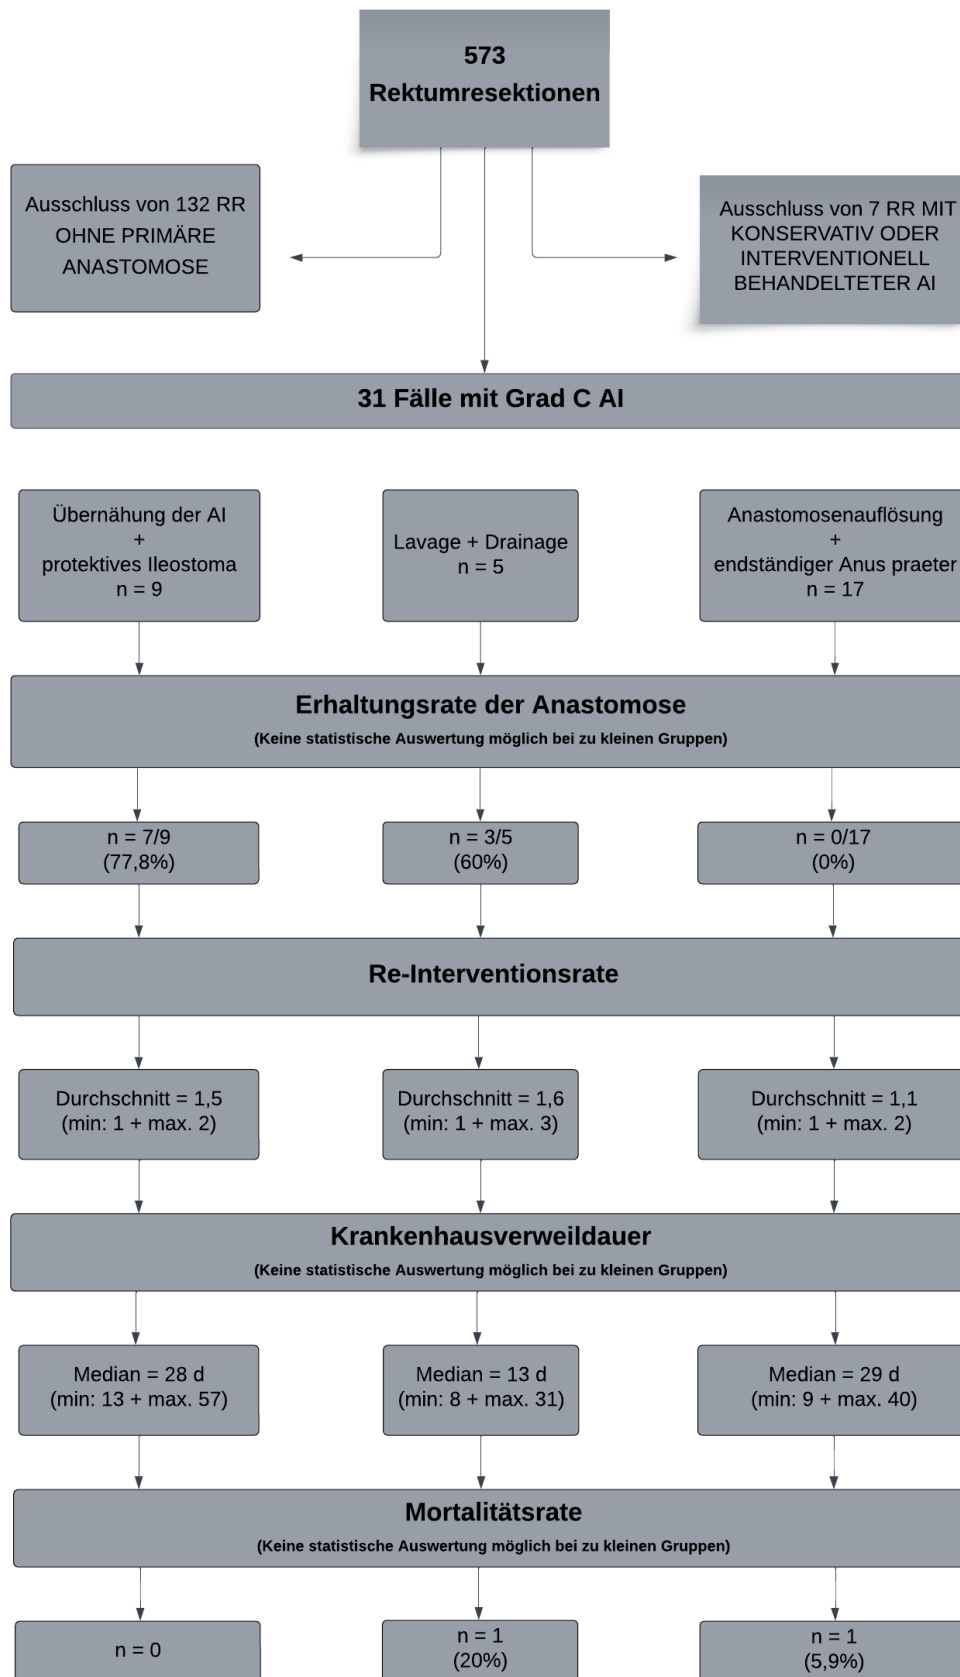 573
Rektumresektionen
Ausschluss von 132 RR
OHNE PRIMÄRE
ANASTOMOSE
Ausschluss von 7 RR MIT
KONSERVATIV ODER
INTERVENTIONELL
BEHANDELTETER AI
31 Fälle mit Grad C AI
Übernähung der AI
+
protektives Ileostoma
n = 9
Lavage + Drainage
n = 5
Anastomosenauflösung
+
endständiger Anus praeter
n = 17
Erhaltungsrate der Anastomose
(Keine statistische Auswertung möglich bei zu kleinen Gruppen)
n = 7/9
(77,8%)
n = 3/5
(60%)
n = 0/17
(0%)
Re-Interventionsrate
Durchschnitt = 1,5
(min: 1 + max. 2)
Durchschnitt = 1,6
(min: 1 + max. 3)
Durchschnitt = 1,1
(min: 1 + max. 2)
Krankenhausverweildauer
(Keine statistische Auswertung möglich bei zu kleinen Gruppen)
Median = 28 d
(min: 13 + max. 57)
Median = 13 d
(min: 8 + max. 31)
Median = 29 d
(min: 9 + max. 40)
Mortalitätsrate
(Keine statistische Auswertung möglich bei zu kleinen Gruppen)
n = 0
n = 1
(20%)
n = 1
(5,9%)